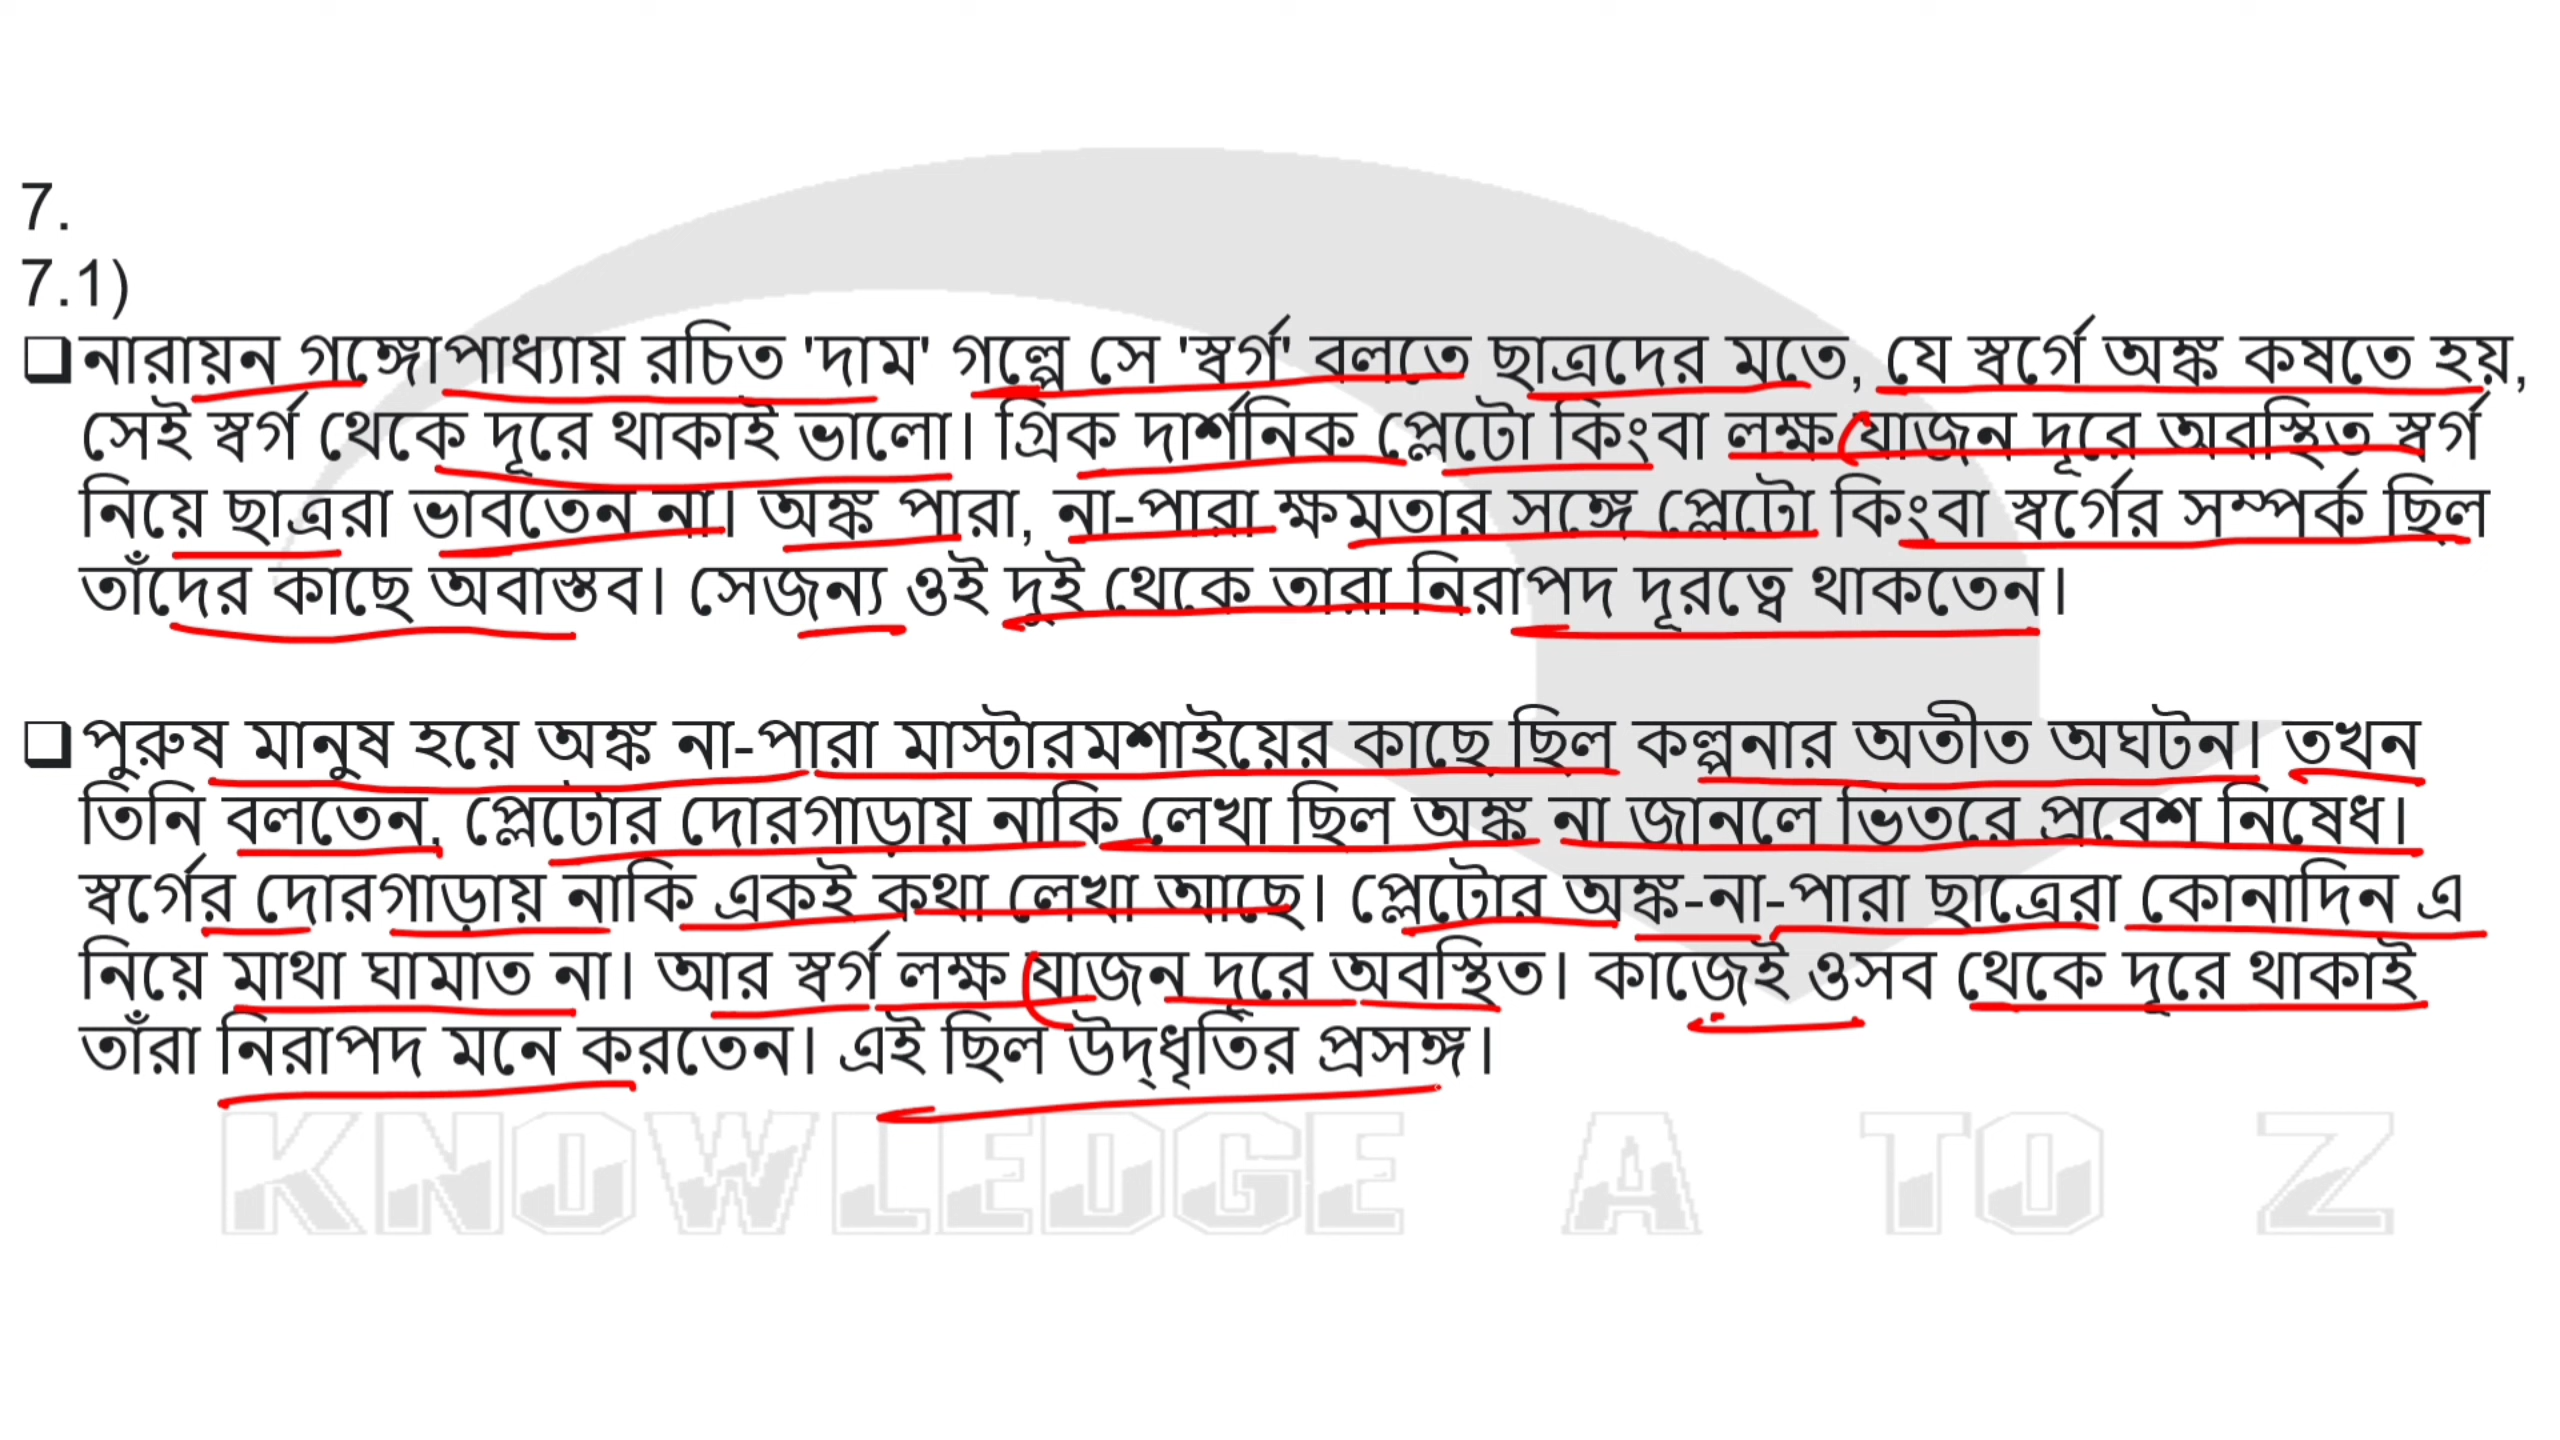 7.
7.1)
❑নারায়ন গঙ্গোপাধ্যায় রচিত 'দাম' গল্পে সে 'স্বর্গ' বলতে ছাত্রদের মতে, যে স্বর্গে অঙ্ক কষতে হয়,
সেই স্বর্গ থেকে দূরে থাকাই ভালো। গ্রিক দার্শনিক প্লেটো কিংবা লক্ষ যাজন দূরে অবস্থিত স্বর্গ
নিয়ে ছাত্ররা ভাবতেন না। অঙ্ক পারা, না-পারা ক্ষমতার সঙ্গে প্লেটো কিংবা স্বর্গের সম্পর্ক ছিল
তাঁদের কাছে অবাস্তব। সেজন্য ওই দুই থেকে তারা নিরাপদ দূরত্বে থাকতেন।
❑পুরুষ মানুষ হয়ে অঙ্ক না-পারা মাস্টারমশাইয়ের কাছে ছিল কল্পনার অতীত অঘটন। তখন
তিনি বলতেন, প্লেটোর দোরগাড়ায় নাকি লেখা ছিল অঙ্ক না জানলে ভিতরে প্রবেশ নিষেধ।
স্বর্গের দোরগাড়ায় নাকি একই কথা লেখা আছে। প্লেটোর অঙ্ক-না-পারা ছাত্রেরা কোনাদিন এ
নিয়ে মাথা ঘামাত না। আর স্বর্গ লক্ষ যাজন দূরে অবস্থিত। কাজেই ওসব থেকে দূরে থাকাই
তাঁরা নিরাপদ মনে করতেন। এই ছিল উদ্ধৃতির প্রসঙ্গ।
KNOWLEDGE A TO Z